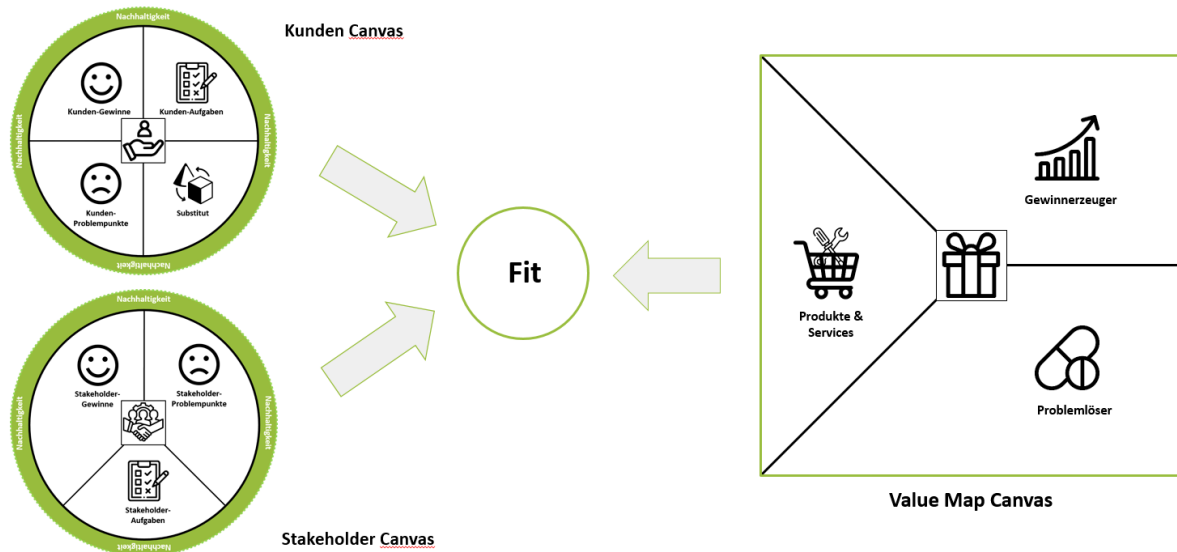 Kunden Canvas
Nachhaltigkeit
Nachhaltigkeit
Nachhaltigkeit
Nachhaltigkeit
Kunden-Gewinne
Kunden-Aufgaben
Kunden-
Problempunkte
Substitut
Nachhaltigkeit
Nachhaltigkeit
Nachhaltigkeit
Nachhaltigkeit
Stakeholder-
Gewinne
Stakeholder-
Problempunkte
Stakeholder-
Aufgaben
Stakeholder Canvas
Fit
Gewinnerzeuger
Produkte &
Services
Problemlöser
Value Map Canvas